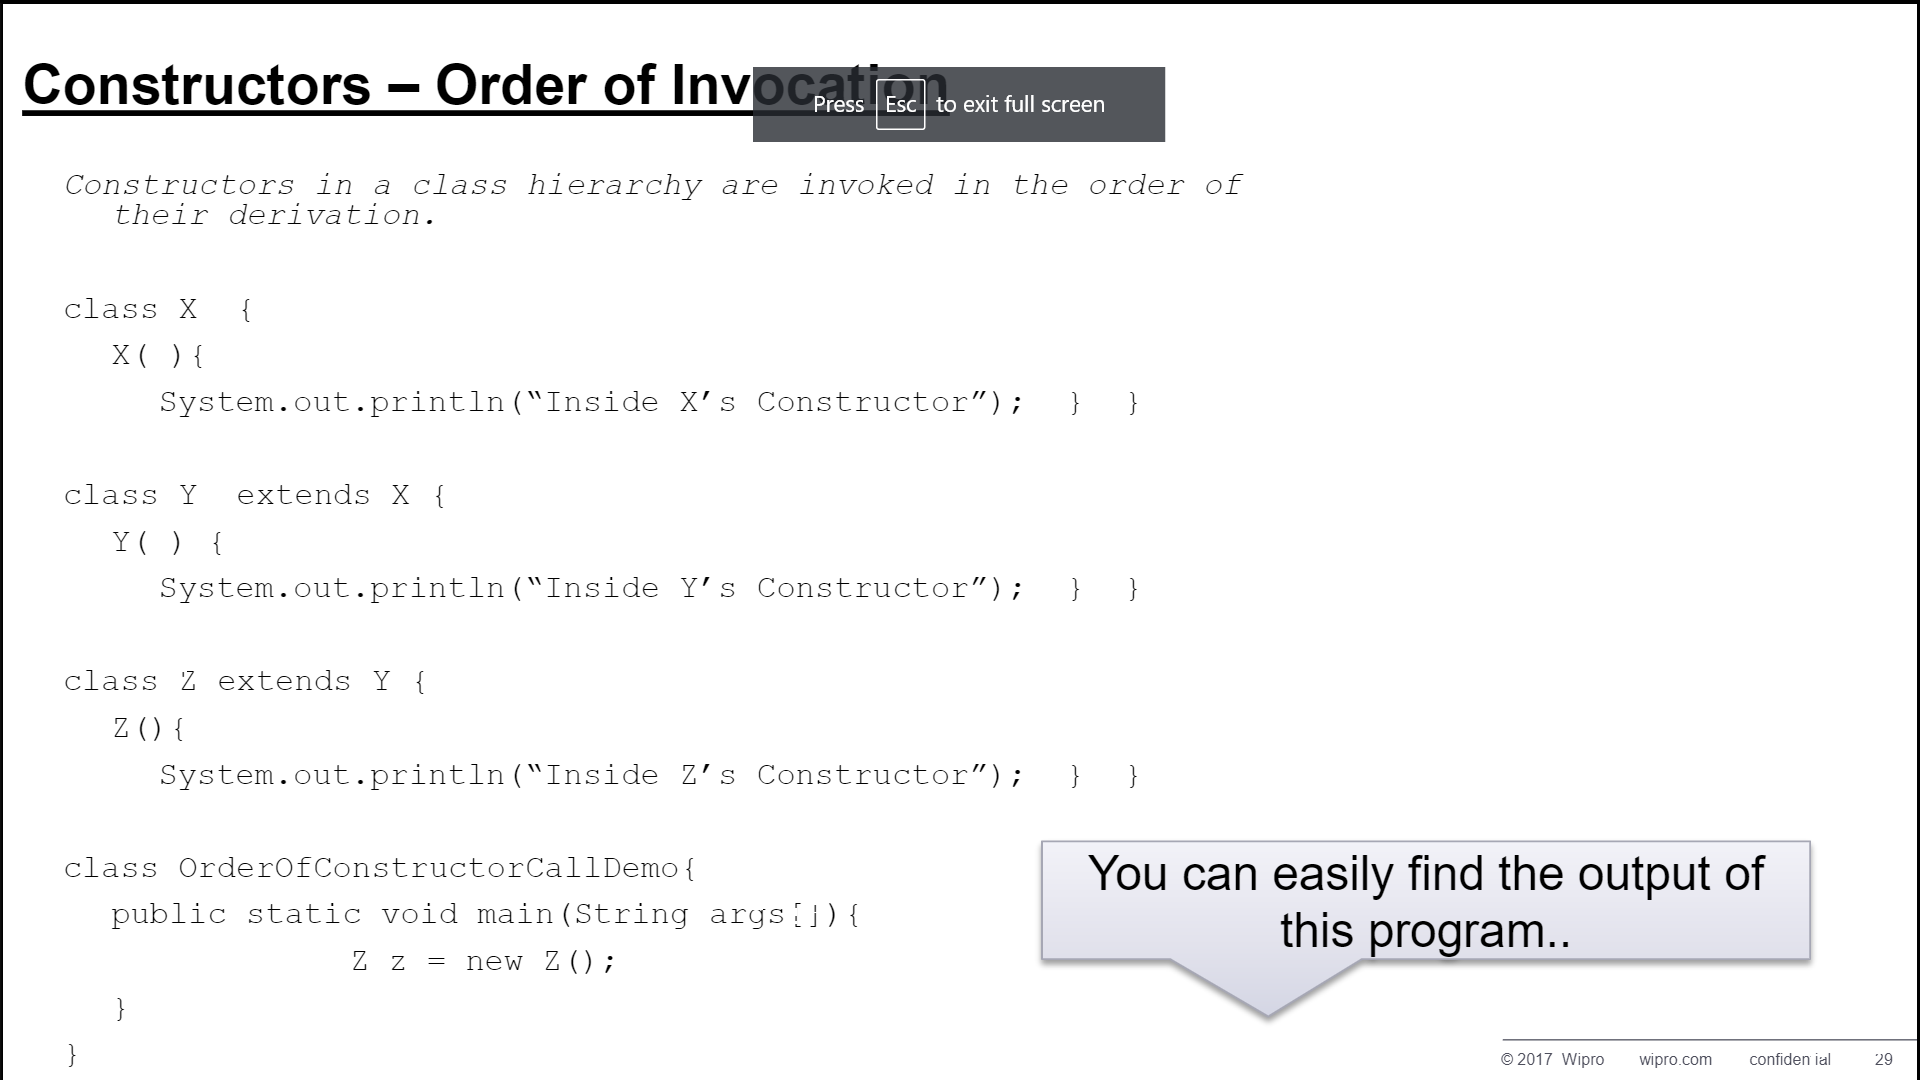 Constructors – Order of Invocation
Press Esc to exit full screen
Constructors in a class hierarchy are invoked in the order of
their derivation.
class X  {
X( ){
System.out.println(“Inside X’s Constructor”);  }  }
class Y  extends X {
Y( ) {
System.out.println(“Inside Y’s Constructor”);  }  }
class Z extends Y {
Z(){
System.out.println(“Inside Z’s Constructor”);  }  }
class OrderOfConstructorCallDemo{
public static void main(String args[]){
Z z = new Z();
}
}
You can easily find the output of
this program..
© 2017 Wipro wipro.com confidential 29